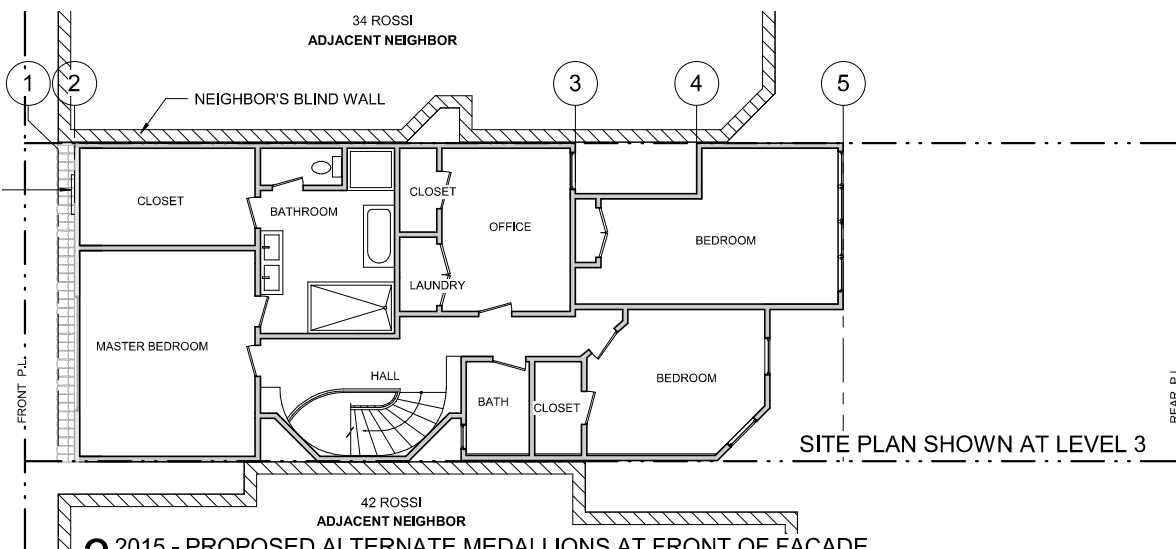 34 ROSSI
ADJACENT NEIGHBOR
1
2
3
4
5
NEIGHBOR'S BLIND WALL
CLOSET
BATHROOM
CLOSET
OFFICE
BEDROOM
LAUNDRY
MASTER BEDROOM
HALL
BATH
CLOSET
BEDROOM
FRONT P.L.
REAR P.L.
SITE PLAN SHOWN AT LEVEL 3
42 ROSSI
ADJACENT NEIGHBOR
2015 - PROPOSED ALTERNATE MEDALLIONS AT FRONT OF FACADE